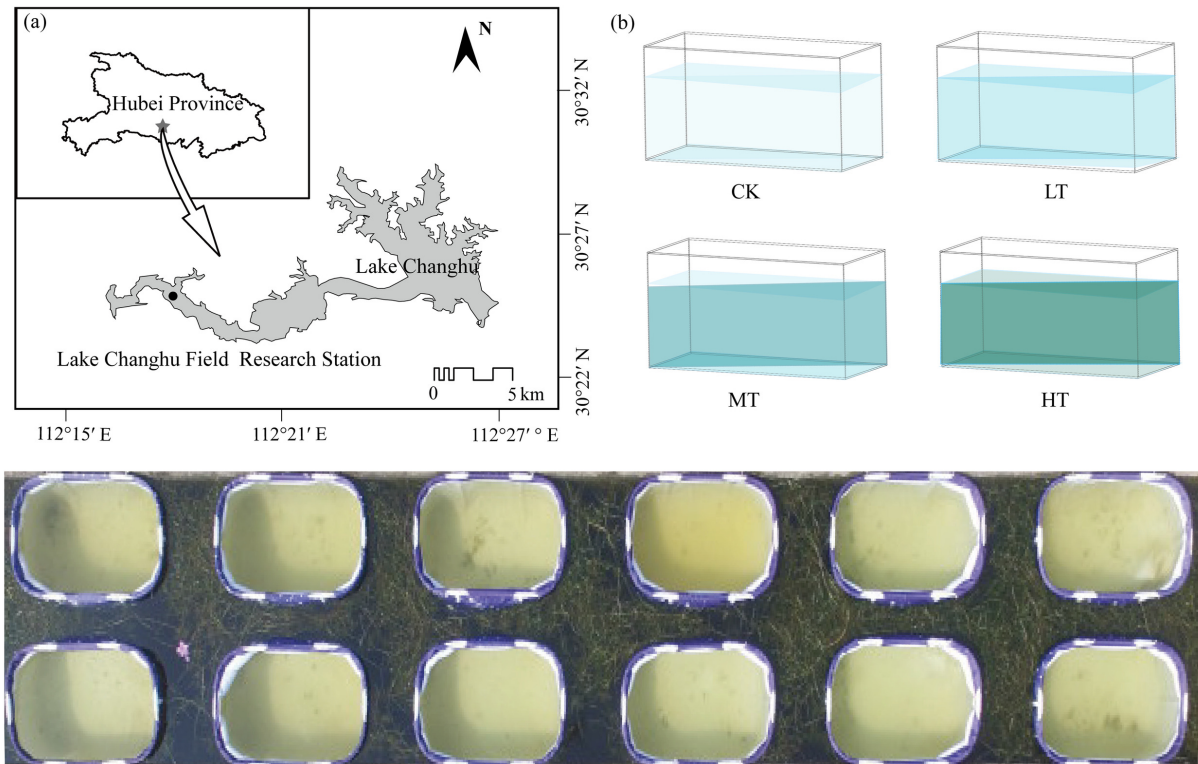 (a)
N
Hubei Province
Lake Changhu
Lake Changhu Field Research Station
0
5 km
30°32′ N
30°27′ N
30°22′ N
112°15′ E
112°21′ E
112°27′ ° E
(b)
CK
LT
MT
HT